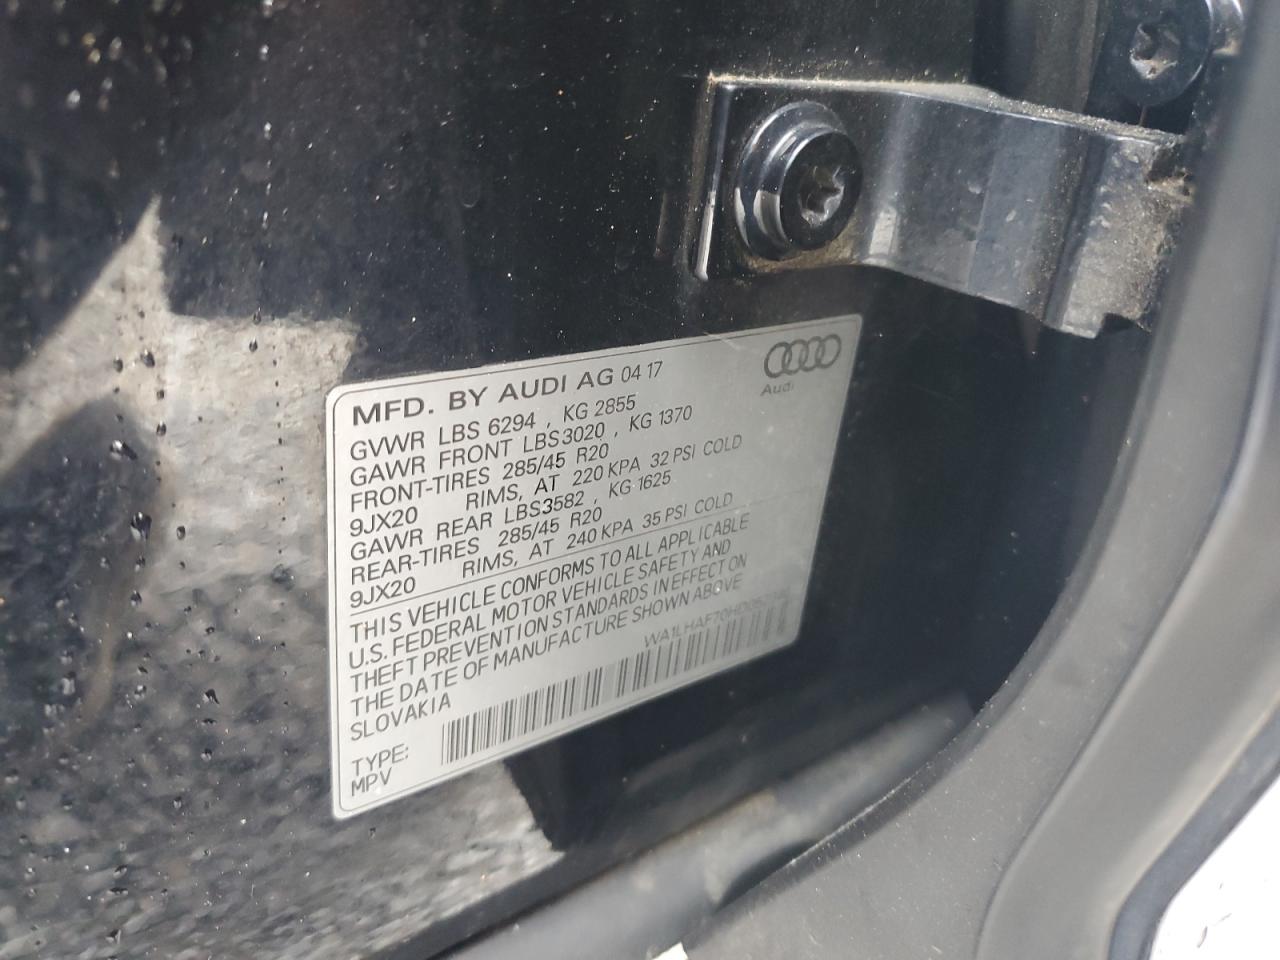 MFD. BY AUDI AG 04 17
Audi
GVWR LBS 6294 , KG 2855
GAWR FRONT LBS3020 , KG 1370
FRONT-TIRES 285/45 R20
9JX20 RIMS, AT 220 KPA 32 PSI COLD
GAWR REAR LBS3582 , KG 1625
REAR-TIRES 285/45 R20
9JX20 RIMS, AT 240 KPA 35 PSI COLD
THIS VEHICLE CONFORMS TO ALL APPLICABLE
U.S. FEDERAL MOTOR VEHICLE SAFETY AND
THEFT PREVENTION STANDARDS IN EFFECT ON
THE DATE OF MANUFACTURE SHOWN ABOVE
SLOVAKIA
TYPE:
MPV